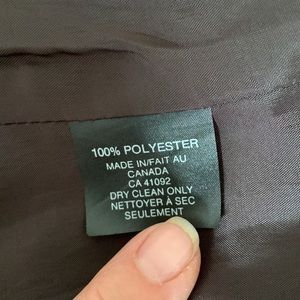 100% POLYESTER
MADE IN/FAIT AU
CANADA
CA 41092
DRY CLEAN ONLY
NETTOYER À SEC
SEULEMENT